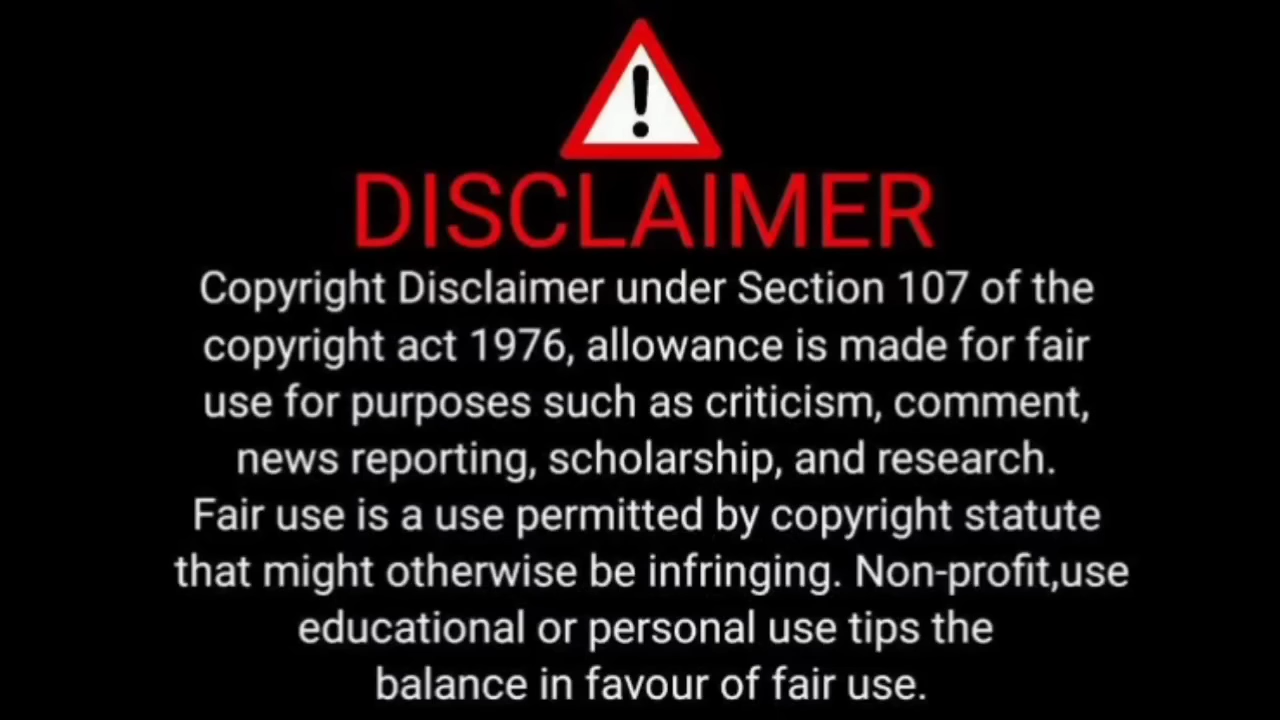 DISCLAIMER
Copyright Disclaimer under Section 107 of the
copyright act 1976, allowance is made for fair
use for purposes such as criticism, comment,
news reporting, scholarship, and research.
Fair use is a use permitted by copyright statute
that might otherwise be infringing. Non-profit,use
educational or personal use tips the
balance in favour of fair use.